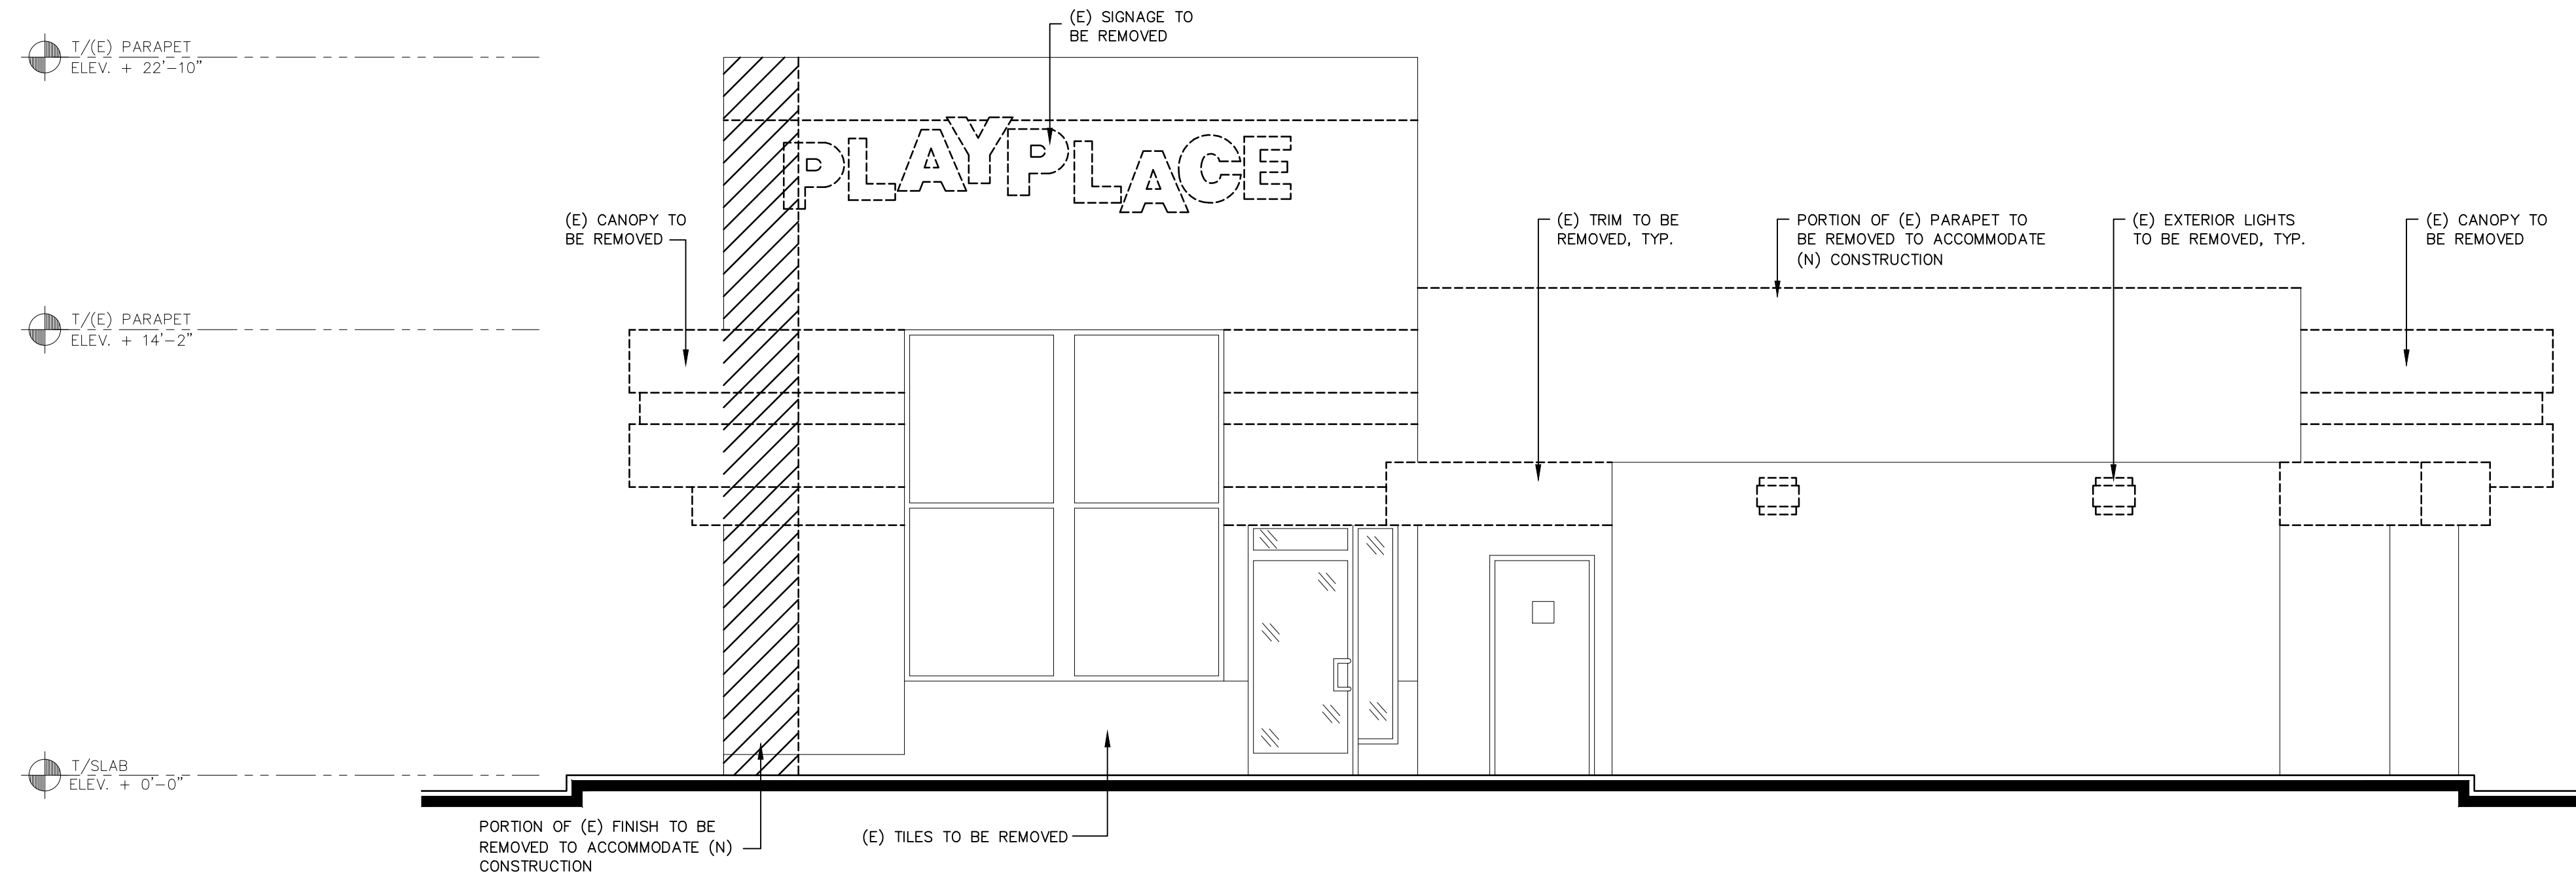 (E) SIGNAGE TO
BE REMOVED
T/(E) PARAPET
ELEV. + 22'-10"
PLAYPLACE
(E) CANOPY TO
BE REMOVED
(E) TRIM TO BE
REMOVED, TYP.
PORTION OF (E) PARAPET TO
BE REMOVED TO ACCOMMODATE
(N) CONSTRUCTION
(E) EXTERIOR LIGHTS
TO BE REMOVED, TYP.
(E) CANOPY TO
BE REMOVED
T/(E) PARAPET
ELEV. + 14'-2"
T/SLAB
ELEV. + 0'-0"
PORTION OF (E) FINISH TO BE
REMOVED TO ACCOMMODATE (N)
CONSTRUCTION
(E) TILES TO BE REMOVED